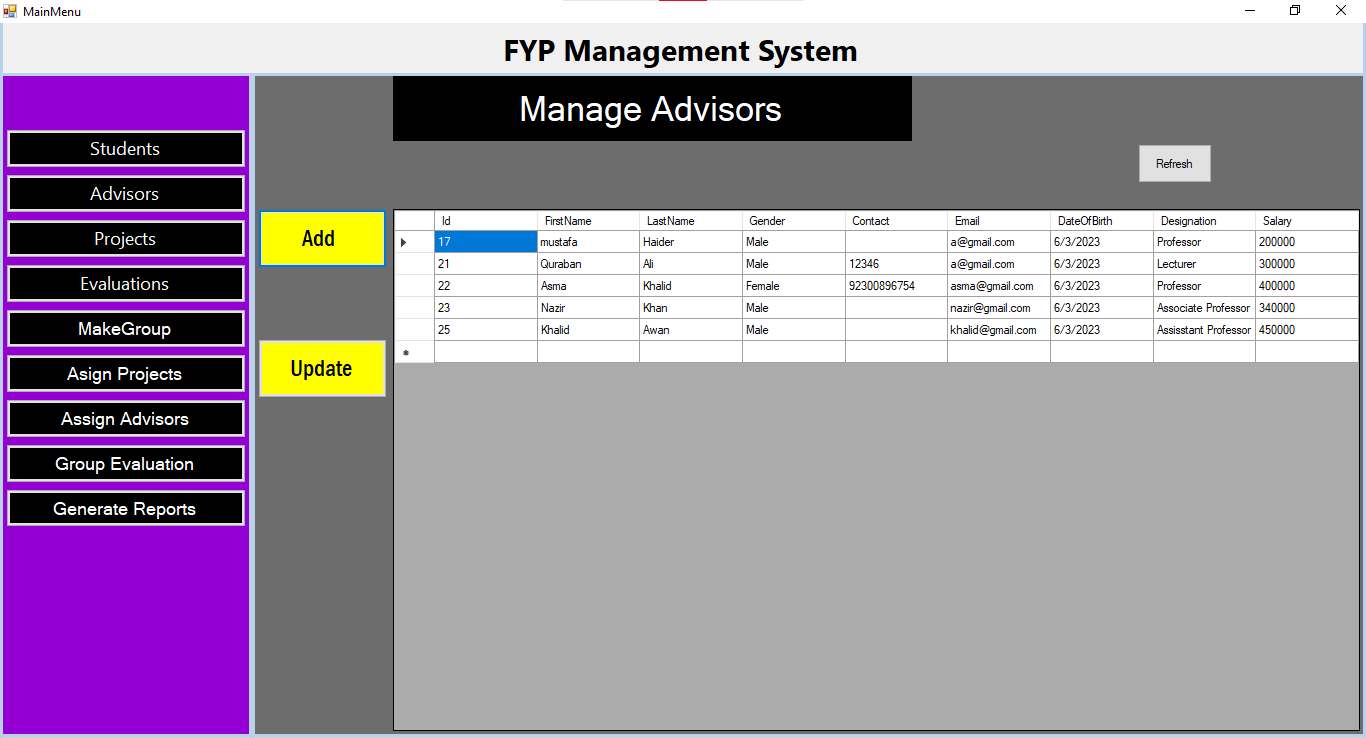 MainMenu
FYP Management System
Manage Advisors
Refresh
Students
Advisors
Projects
Evaluations
MakeGroup
Asign Projects
Assign Advisors
Group Evaluation
Generate Reports
Add
Update
Id FirstName LastName Gender Contact Email DateOfBirth Designation Salary
17 mustafa Haider Male a@gmail.com 6/3/2023 Professor 200000
21 Quraban Ali Male 12346 a@gmail.com 6/3/2023 Lecturer 300000
22 Asma Khalid Female 92300896754 asma@gmail.com 6/3/2023 Professor 400000
23 Nazir Khan Male nazir@gmail.com 6/3/2023 Associate Professor 340000
25 Khalid Awan Male khalid@gmail.com 6/3/2023 Assisstant Professor 450000